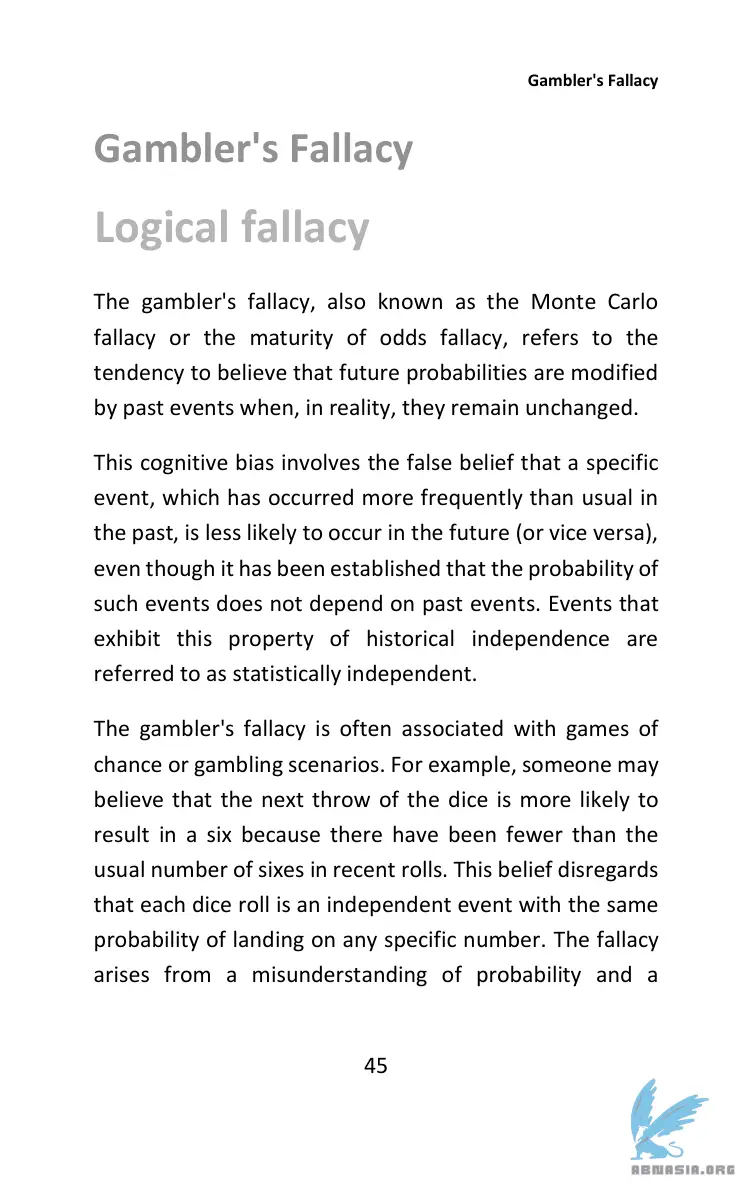 Gambler's Fallacy
Gambler's Fallacy
Logical fallacy
The gambler's fallacy, also known as the Monte Carlo
fallacy or the maturity of odds fallacy, refers to the
tendency to believe that future probabilities are modified
by past events when, in reality, they remain unchanged.
This cognitive bias involves the false belief that a specific
event, which has occurred more frequently than usual in
the past, is less likely to occur in the future (or vice versa),
even though it has been established that the probability of
such events does not depend on past events. Events that
exhibit this property of historical independence are
referred to as statistically independent.
The gambler's fallacy is often associated with games of
chance or gambling scenarios. For example, someone may
believe that the next throw of the dice is more likely to
result in a six because there have been fewer than the
usual number of sixes in recent rolls. This belief disregards
that each dice roll is an independent event with the same
probability of landing on any specific number. The fallacy
arises from a misunderstanding of probability and a
45
ABNASIA.ORG